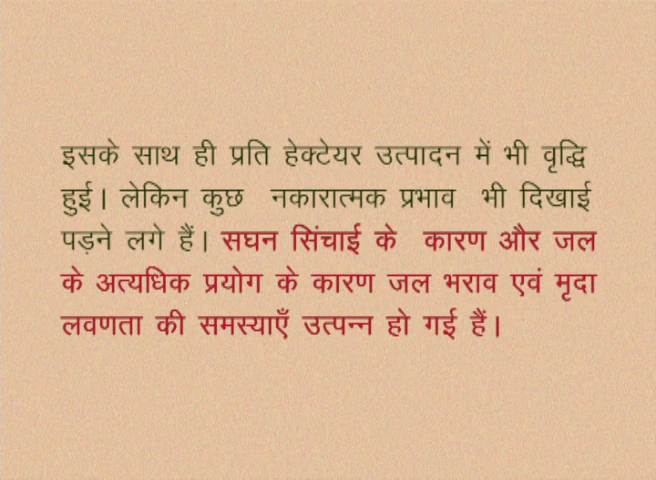 इसके साथ ही प्रति हेक्टेयर उत्पादन में भी वृद्धि
हुई। लेकिन कुछ नकारात्मक प्रभाव भी दिखाई
पड़ने लगे हैं। सघन सिंचाई के कारण और जल
के अत्यधिक प्रयोग के कारण जल भराव एवं मृदा
लवणता की समस्याएँ उत्पन्न हो गई हैं।